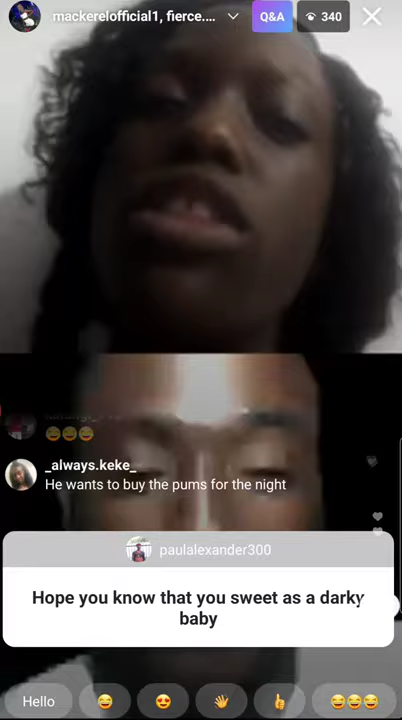 mackerelofficial1, fierce....
Q&A
340
_always.keke_
He wants to buy the pums for the night
paulalexander300
Hope you know that you sweet as a darky
baby
Hello